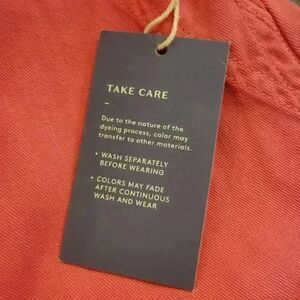 TAKE CARE
–
Due to the nature of the
dyeing process, color may
transfer to other materials.
• WASH SEPARATELY
BEFORE WEARING
• COLORS MAY FADE
AFTER CONTINUOUS
WASH AND WEAR